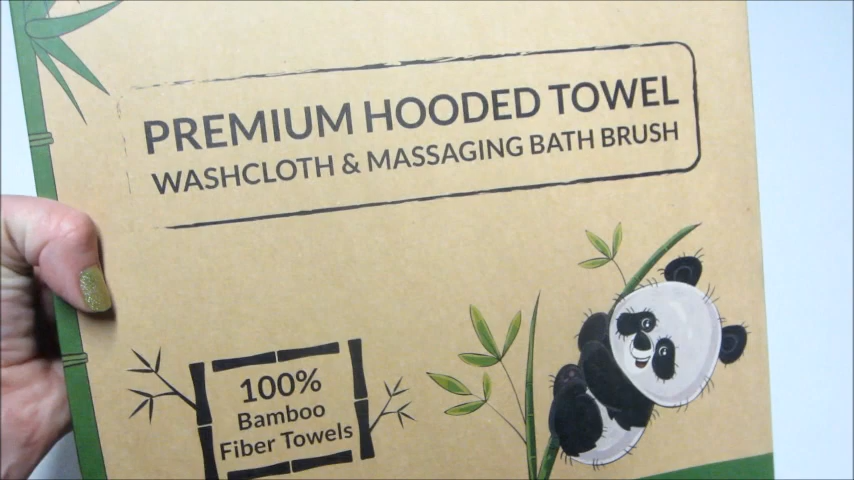 PREMIUM HOODED TOWEL
WASHCLOTH & MASSAGING BATH BRUSH
100%
Bamboo
Fiber Towels